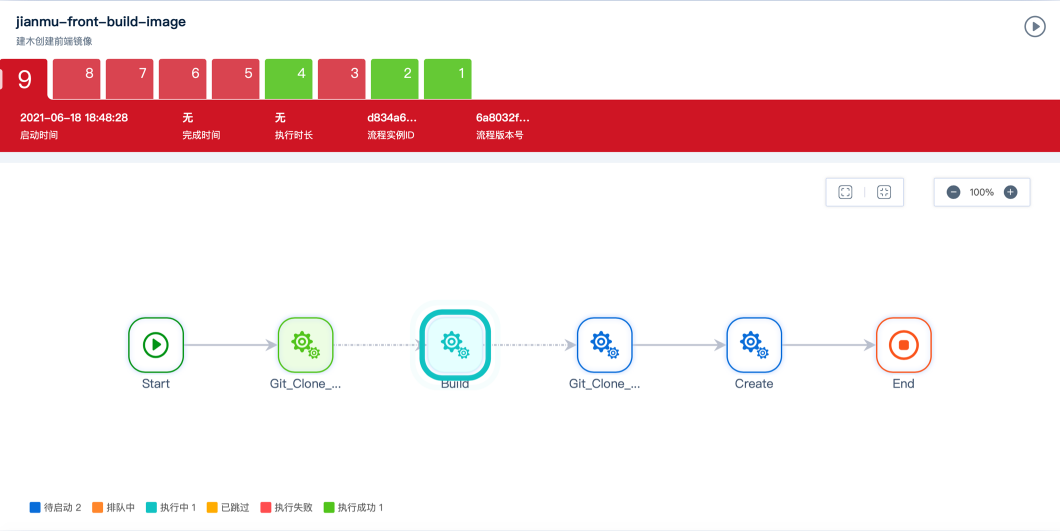 jianmu-front-build-image
建木创建前端镜像
9 8 7 6 5 4 3 2 1
2021-06-18 18:48:28 无 无 d834a6... 6a8032f...
启动时间 完成时间 执行时长 流程实例ID 流程版本号
100%
Start Git_Clone_... Build Git_Clone_... Create End
待启动 2 排队中 执行中 1 已跳过 执行失败 执行成功 1